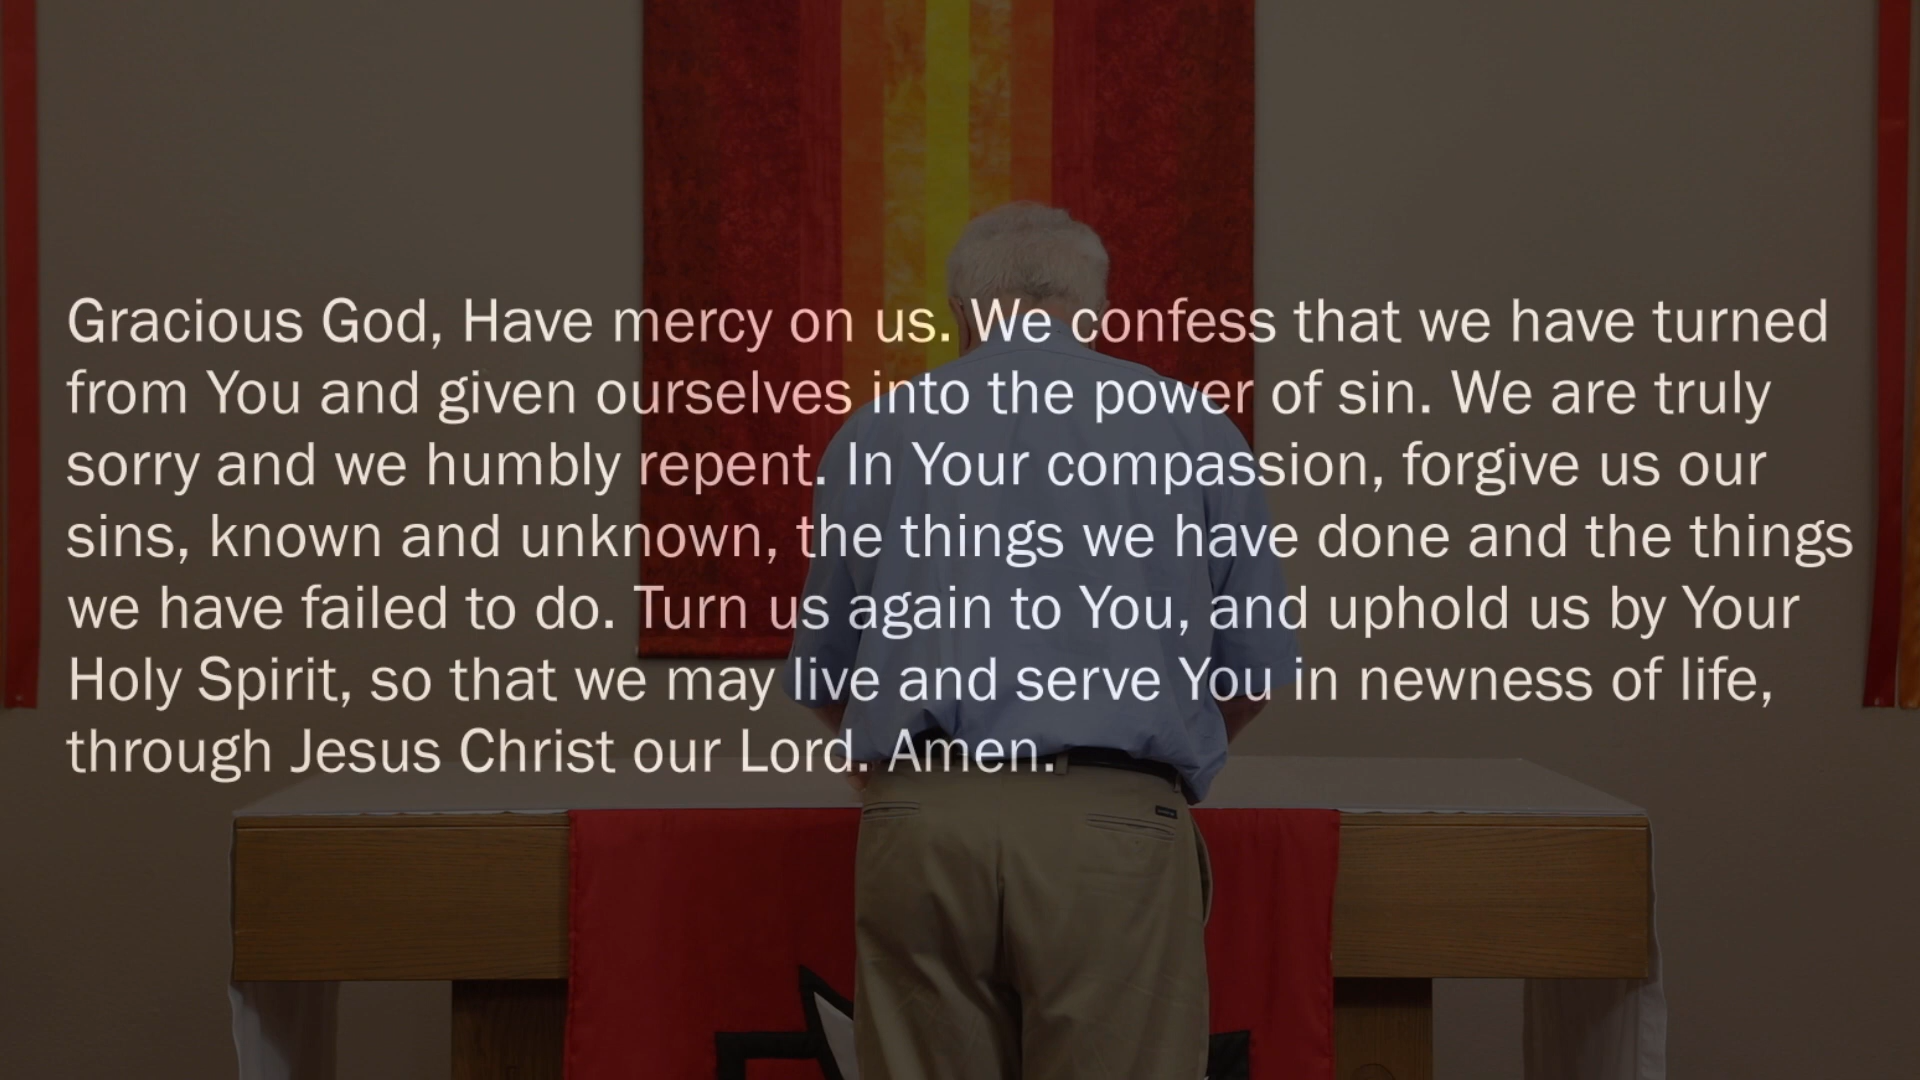 Gracious God, Have mercy on us. We confess that we have turned
from You and given ourselves into the power of sin. We are truly
sorry and we humbly repent. In Your compassion, forgive us our
sins, known and unknown, the things we have done and the things
we have failed to do. Turn us again to You, and uphold us by Your
Holy Spirit, so that we may live and serve You in newness of life,
through Jesus Christ our Lord. Amen.